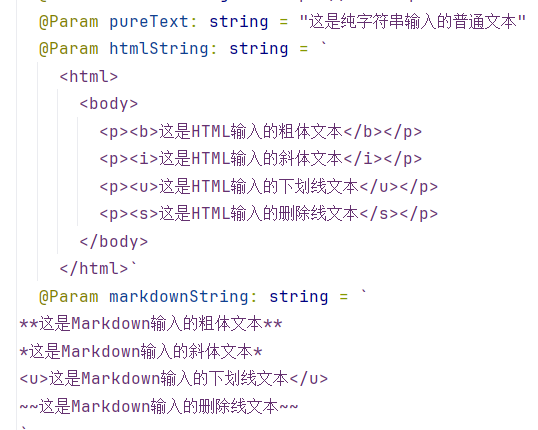 @Param pureText: string = "这是纯字符串输入的普通文本"
@Param htmlString: string = `
<html>
<body>
<p><b>这是HTML输入的粗体文本</b></p>
<p><i>这是HTML输入的斜体文本</i></p>
<p><u>这是HTML输入的下划线文本</u></p>
<p><s>这是HTML输入的删除线文本</s></p>
</body>
</html>`
@Param markdownString: string = `
**这是Markdown输入的粗体文本**
*这是Markdown输入的斜体文本*
<u>这是Markdown输入的下划线文本</u>
~~这是Markdown输入的删除线文本~~
`